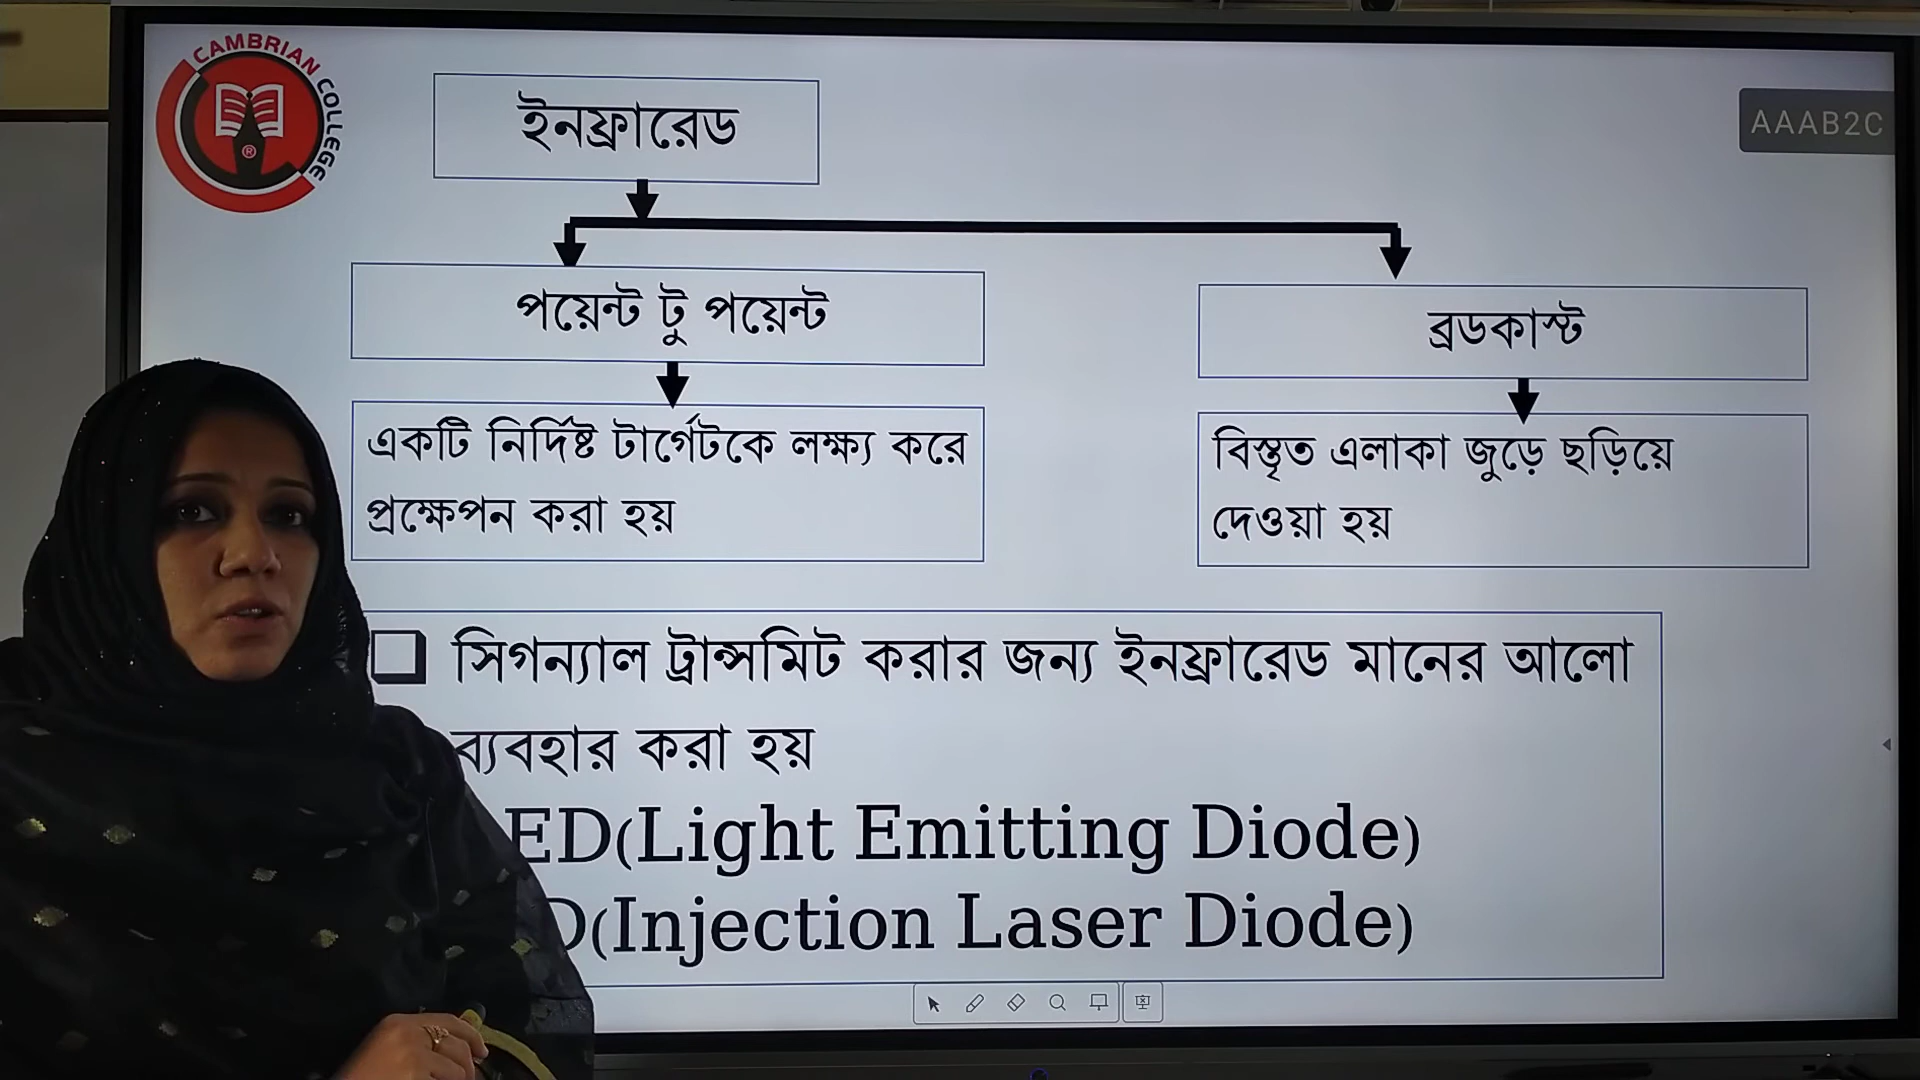 CAMBRIAN COLLEGE
®
AAAB2C
ইনফ্রারেড
পয়েন্ট টু পয়েন্ট
ব্রডকাস্ট
একটি নির্দিষ্ট টার্গেটকে লক্ষ্য করে
প্রক্ষেপন করা হয়
বিস্তৃত এলাকা জুড়ে ছড়িয়ে
দেওয়া হয়
সিগন্যাল ট্রান্সমিট করার জন্য ইনফ্রারেড মানের আলো
ব্যবহার করা হয়
ED(Light Emitting Diode)
D(Injection Laser Diode)